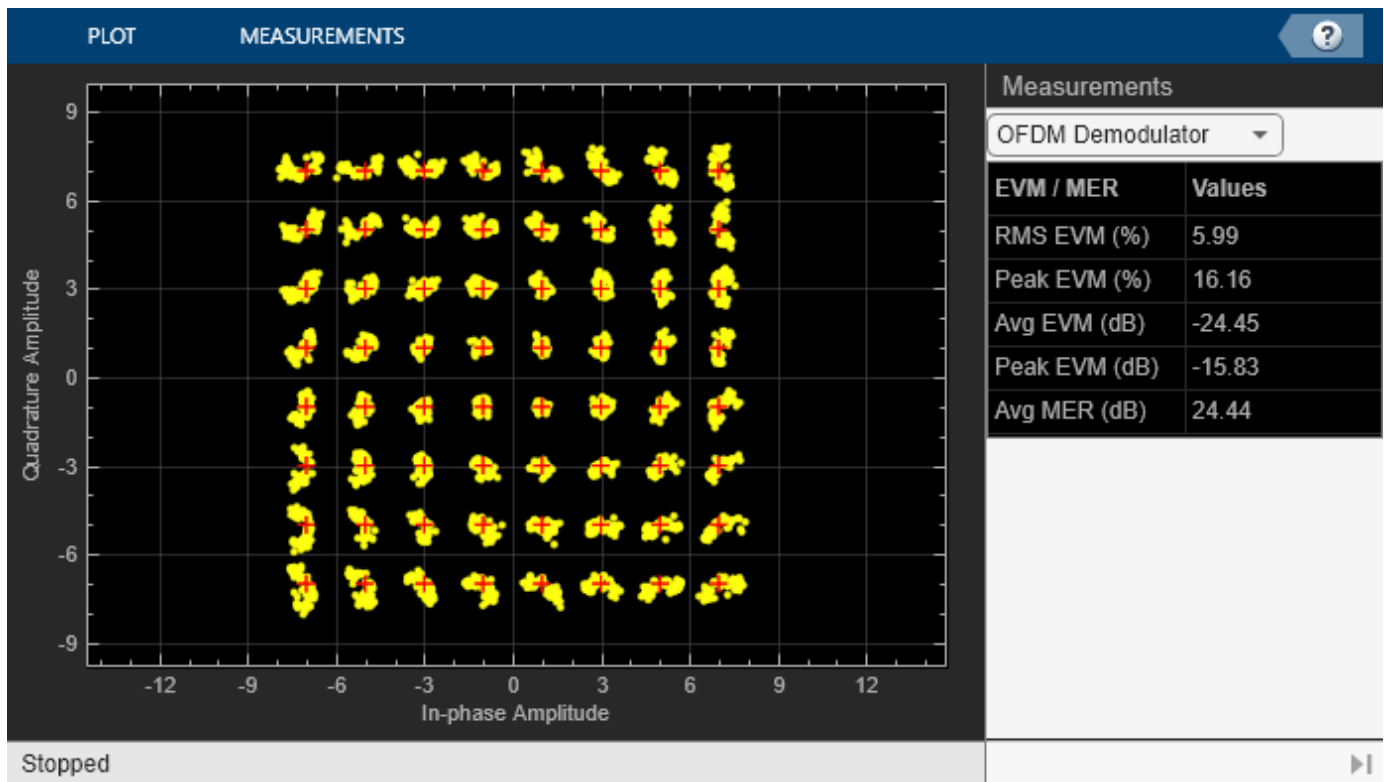 PLOT MEASUREMENTS ?
Measurements
OFDM Demodulator
EVM / MER Values
RMS EVM (%) 5.99
Peak EVM (%) 16.16
Avg EVM (dB) -24.45
Peak EVM (dB) -15.83
Avg MER (dB) 24.44
Quadrature Amplitude
9
6
3
0
-3
-6
-9
-12 -9 -6 -3 0 3 6 9 12
In-phase Amplitude
Stopped